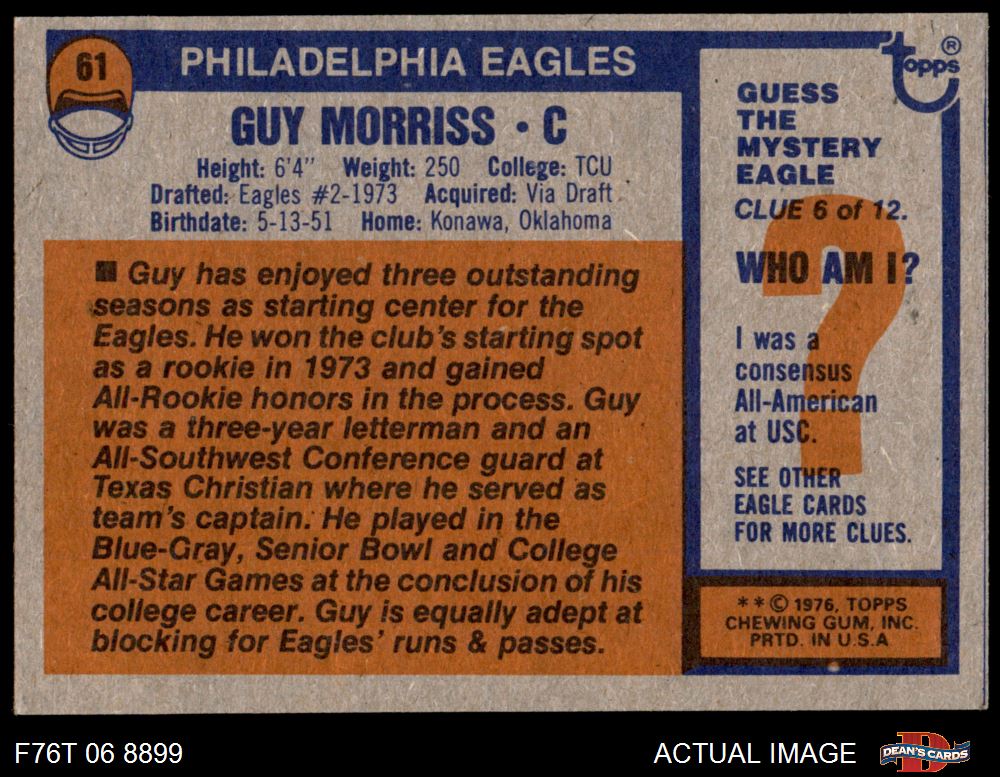 61
PHILADELPHIA EAGLES
GUY MORRISS • C
Height: 6'4" Weight: 250 College: TCU
Drafted: Eagles #2-1973 Acquired: Via Draft
Birthdate: 5-13-51 Home: Konawa, Oklahoma
■ Guy has enjoyed three outstanding
seasons as starting center for the
Eagles. He won the club's starting spot
as a rookie in 1973 and gained
All-Rookie honors in the process. Guy
was a three-year letterman and an
All-Southwest Conference guard at
Texas Christian where he served as
team's captain. He played in the
Blue-Gray, Senior Bowl and College
All-Star Games at the conclusion of his
college career. Guy is equally adept at
blocking for Eagles' runs & passes.
topps®
GUESS
THE
MYSTERY
EAGLE
CLUE 6 of 12.
WHO AM I?
I was a
consensus
All-American
at USC.
SEE OTHER
EAGLE CARDS
FOR MORE CLUES.
**© 1976, TOPPS
CHEWING GUM, INC.
PRTD. IN U.S.A
F76T 06 8899
ACTUAL IMAGE
D
DEAN'S CARDS